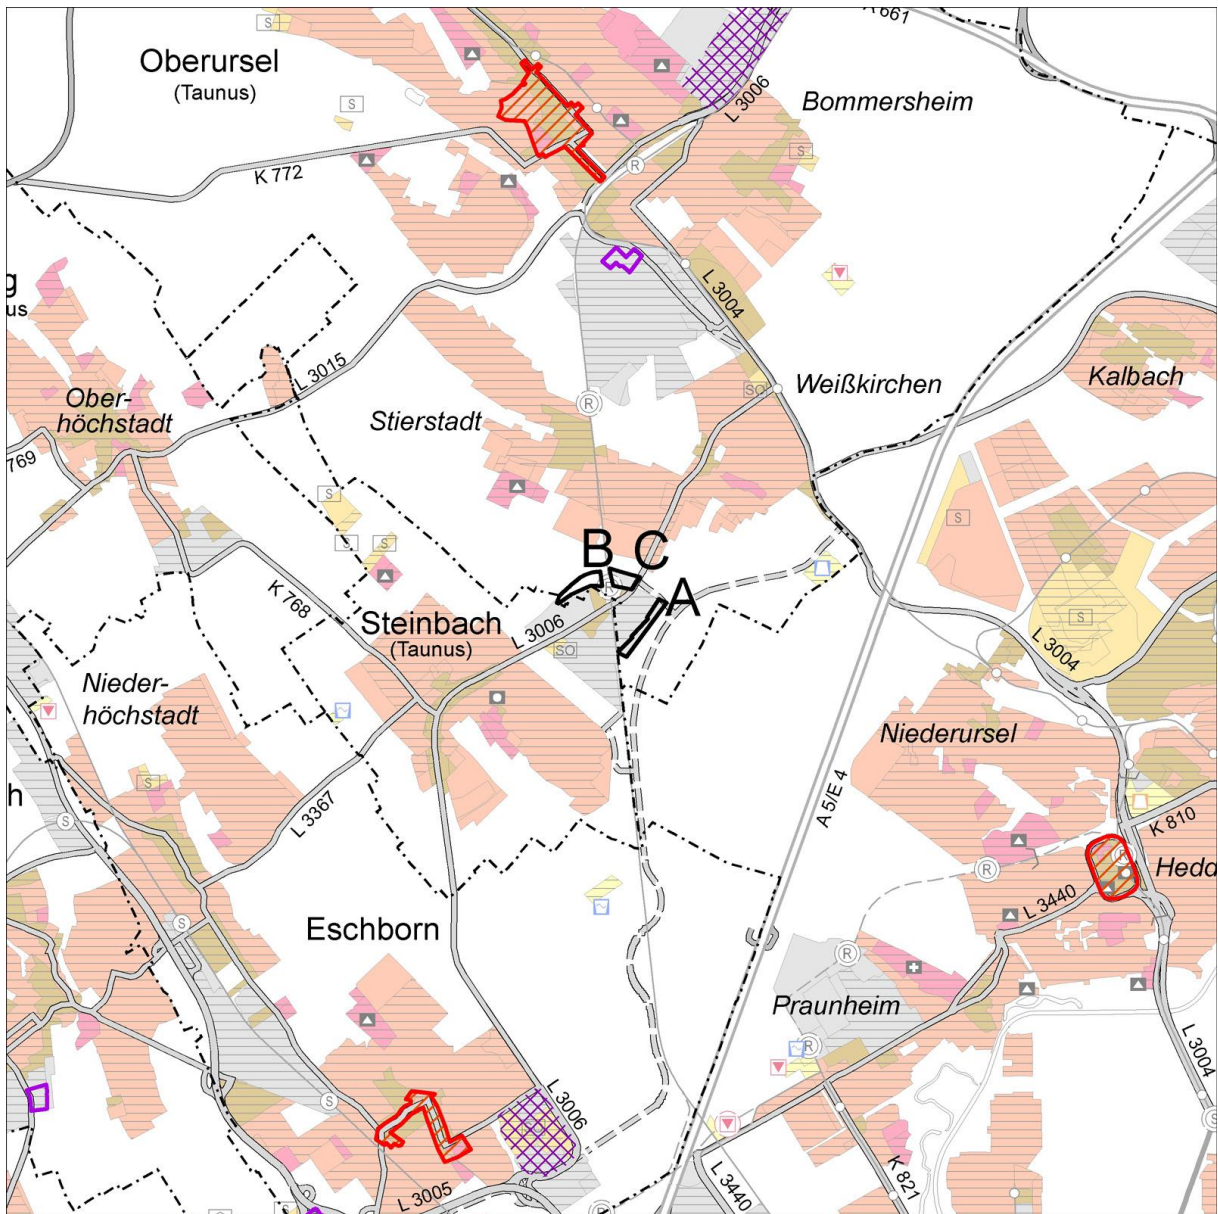 K 661
S
Oberursel
(Taunus)
L 3006
Bommersheim
S
S
R
K 772
L 3004
g
us
L 3015
Ober-
höchstadt
R
Weißkirchen
SO
Kalbach
Stierstadt
769
S
S
S
S
B
C
A
R
K 768
Steinbach
(Taunus)
L 3006
SO
S
L 3004
Nieder-
höchstadt
Niederursel
h
S
L 3367
A 5/E 4
S
K 810
R
Hedd
R
L 3440
S
Eschborn
R
Praunheim
R
L 3004
S
L 3006
K 821
L 3440
L 3005
S
S
R